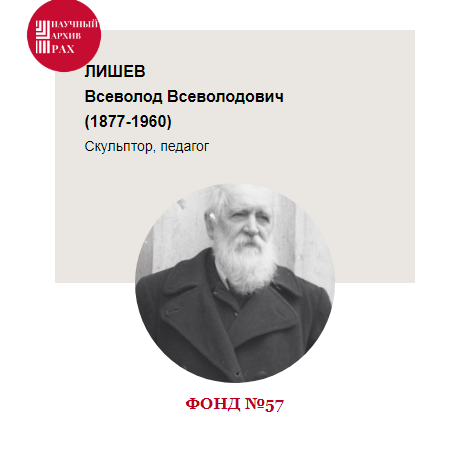 НАУЧНЫЙ
АРХИВ
РАХ
ЛИШЕВ
Всеволод Всеволодович
(1877-1960)
Скульптор, педагог
ФОНД №57